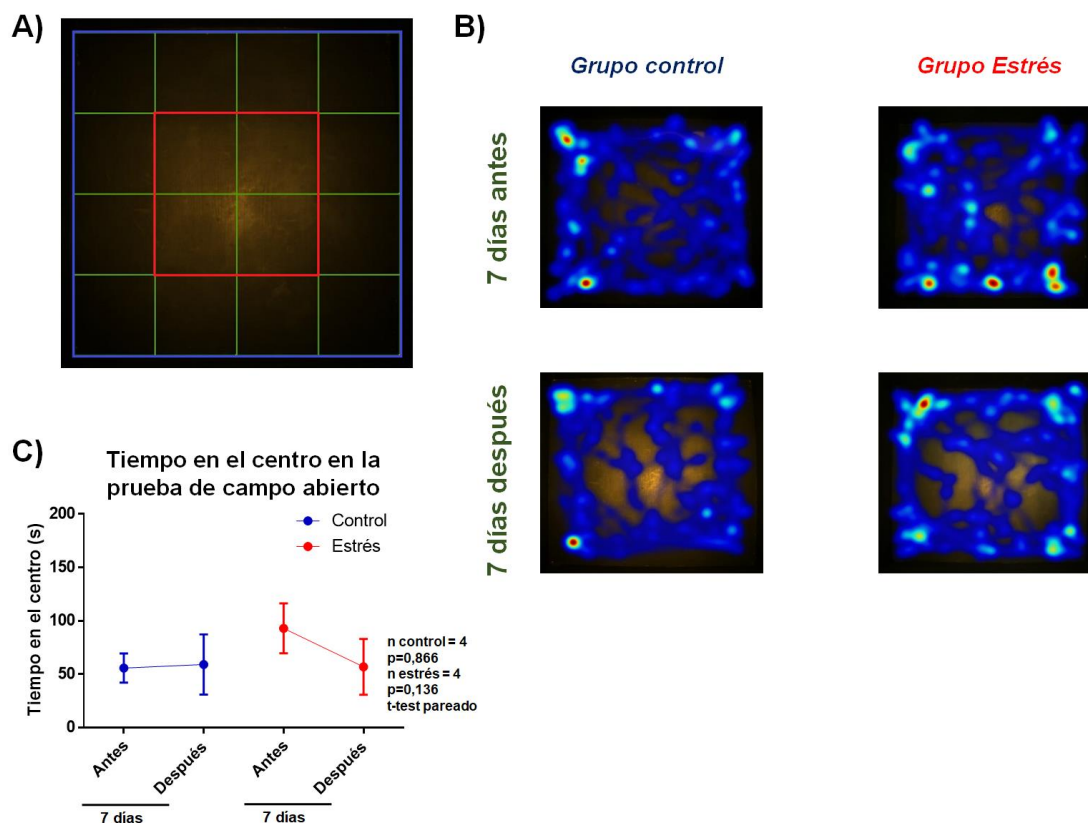 A)
B)
Grupo control
Grupo Estrés
7 días antes
7 días después
C)
Tiempo en el centro en la
prueba de campo abierto
Control
Estrés
Tiempo en el centro (s)
200
150
100
50
0
n control = 4
p=0,866
n estrés = 4
p=0,136
t-test pareado
Antes
Después
Antes
Después
7 días
7 días